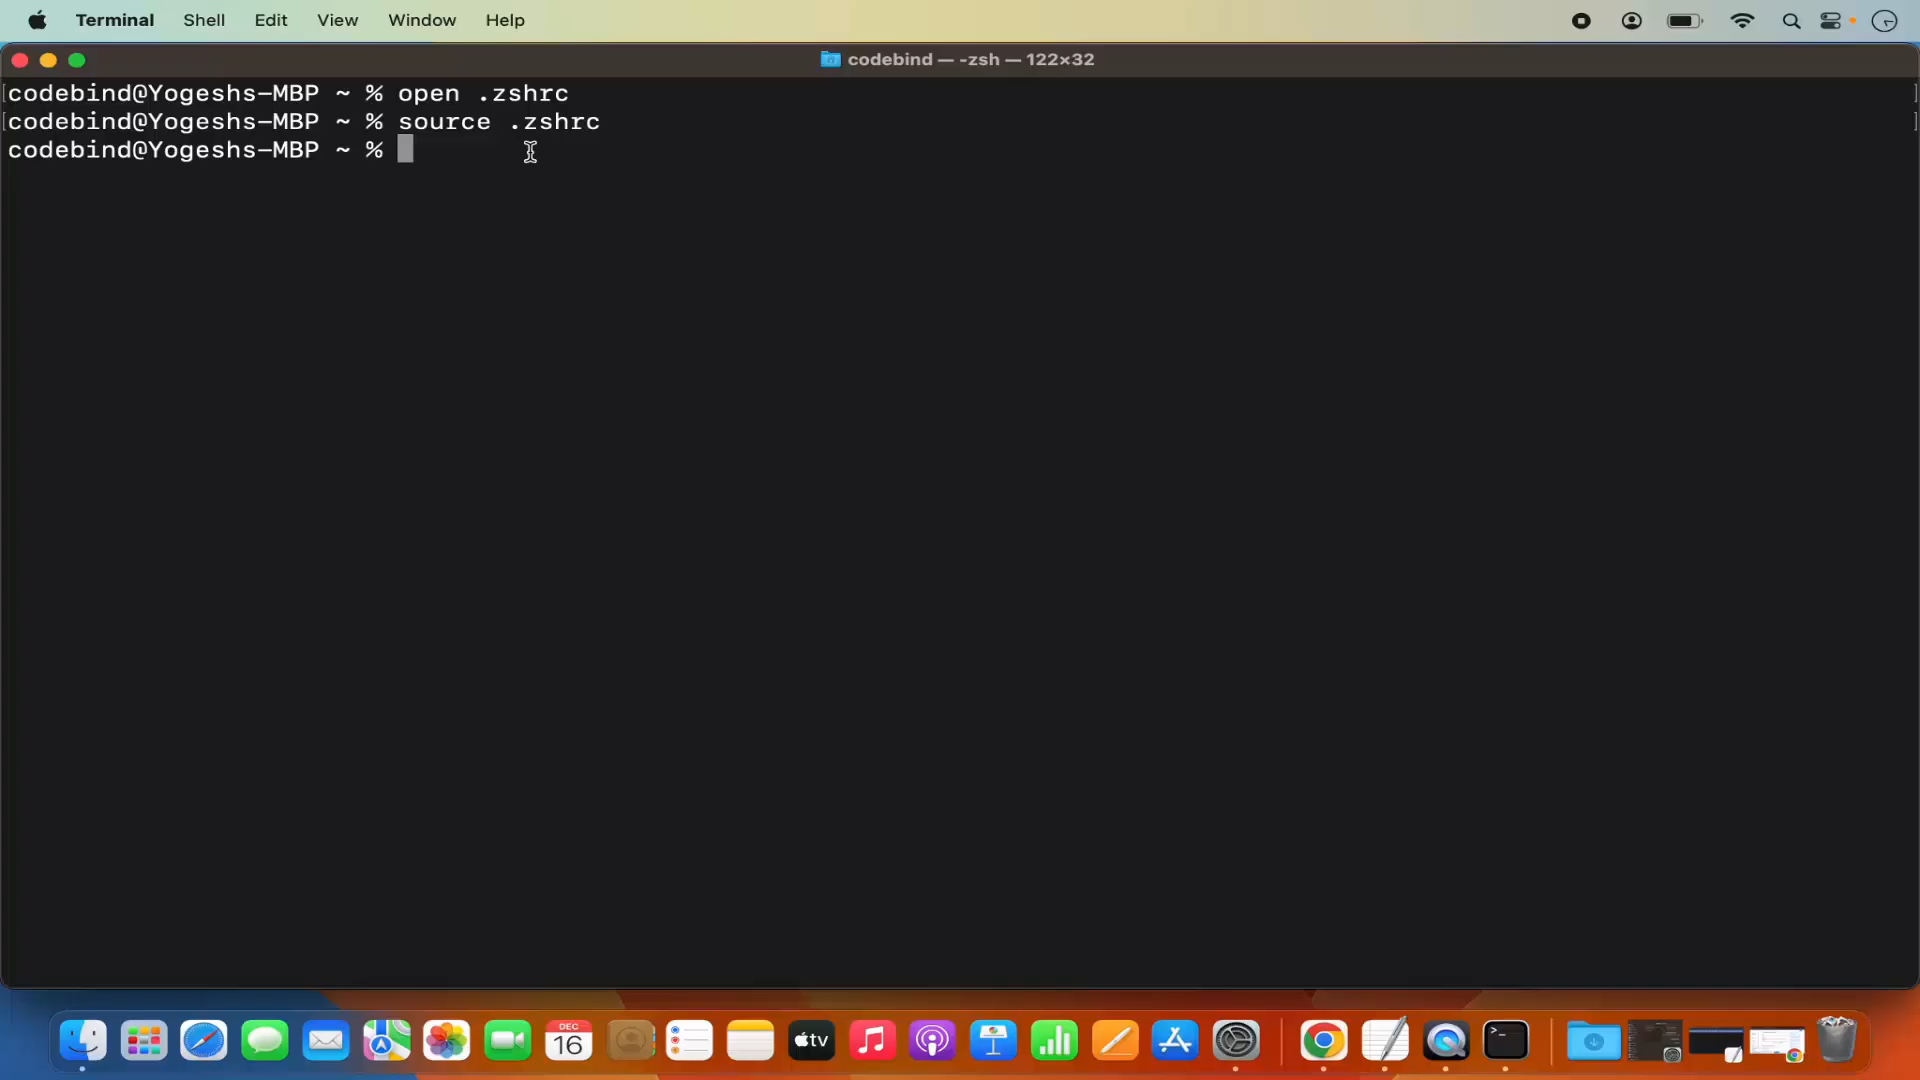 Terminal Shell Edit View Window Help
codebind — -zsh — 122×32
codebind@Yogeshs-MBP ~ % open .zshrc
codebind@Yogeshs-MBP ~ % source .zshrc
codebind@Yogeshs-MBP ~ %
DEC
16
tv
>_